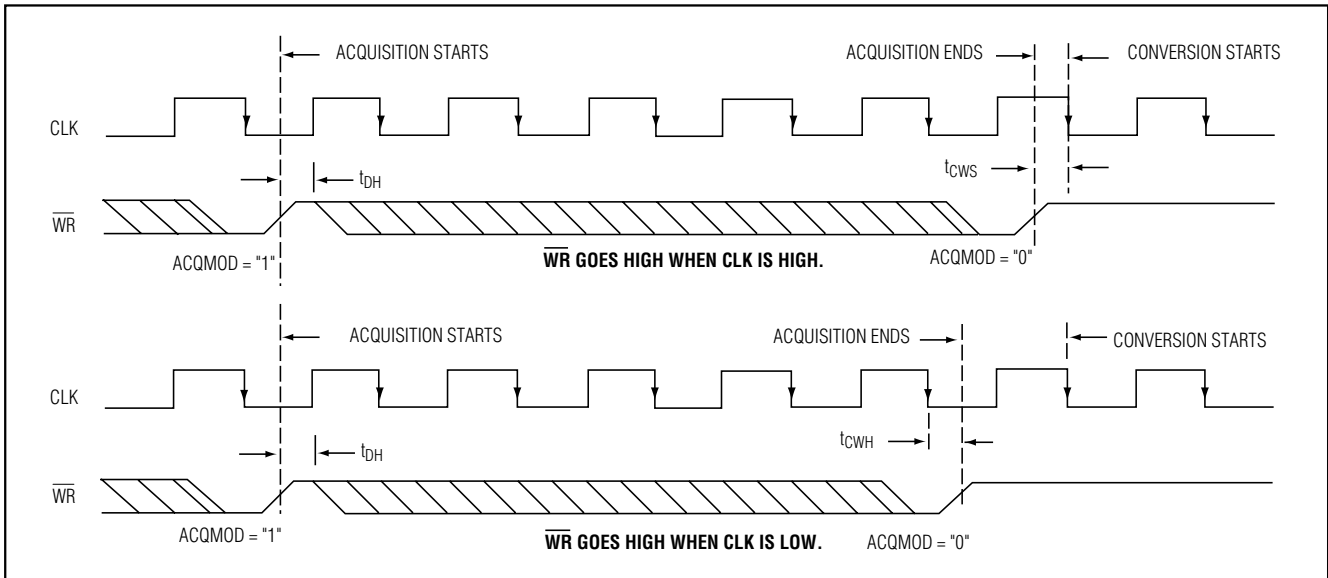 ACQUISITION STARTS
ACQUISITION ENDS
CONVERSION STARTS
CLK
tCWS
tDH
WR
ACQMOD = "1"
WR GOES HIGH WHEN CLK IS HIGH.
ACQMOD = "0"
ACQUISITION STARTS
ACQUISITION ENDS
CONVERSION STARTS
CLK
tCWH
tDH
WR
ACQMOD = "1"
WR GOES HIGH WHEN CLK IS LOW.
ACQMOD = "0"